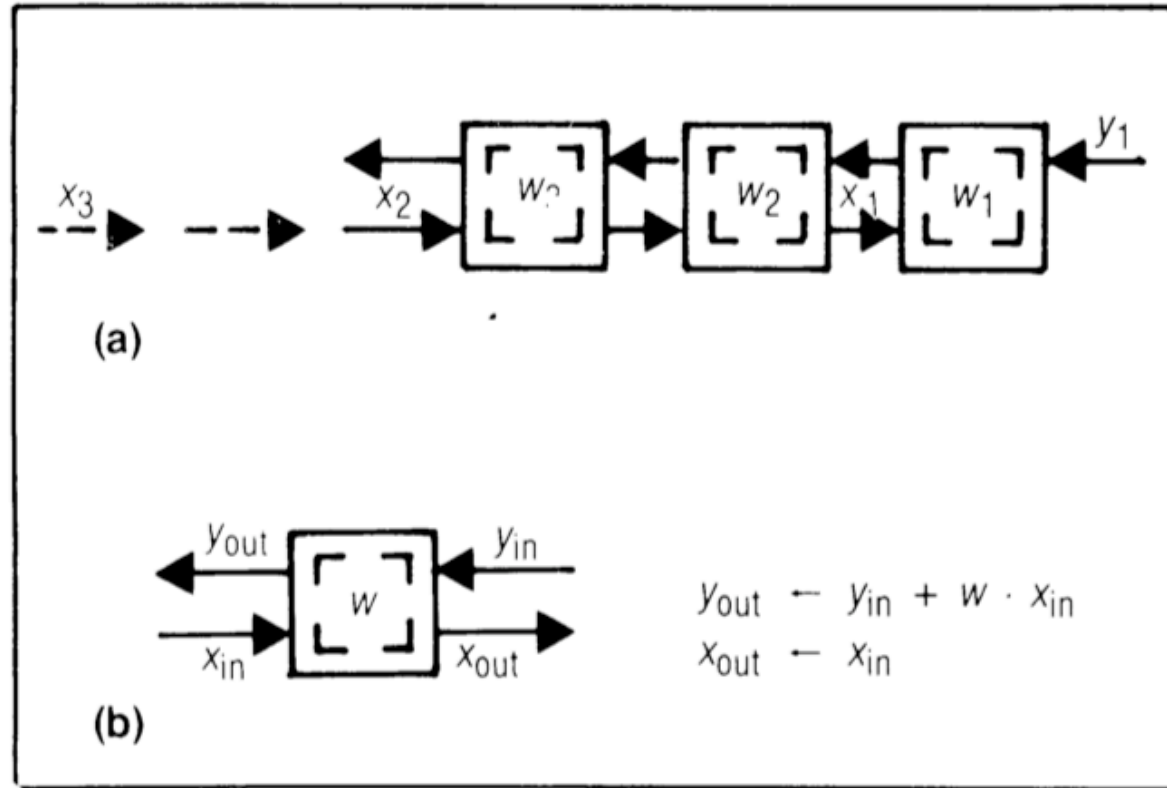 y1
x3 x2 w2 x1 w1
(a)
yout yin
w
xin xout
yout ← yin + w · xin
xout ← xin
(b)